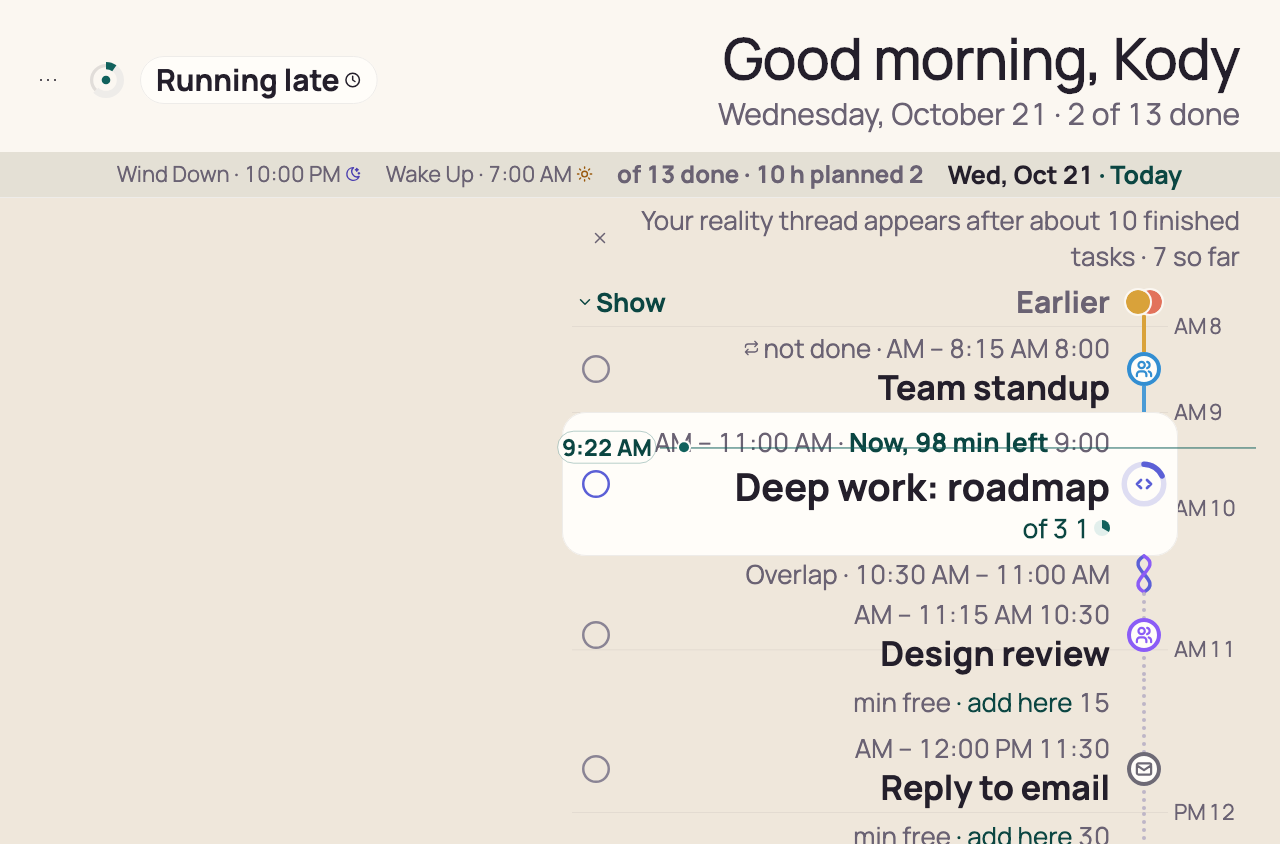 Good morning, Kody
Wednesday, October 21 · 2 of 13 done
Running late
Wind Down · 10:00 PM
Wake Up · 7:00 AM
of 13 done · 10 h planned 2
Wed, Oct 21 · Today
Your reality thread appears after about 10 finished
tasks · 7 so far
Show
Earlier
AM 8
not done · AM – 8:15 AM 8:00
Team standup
AM 9
9:22 AM
AM – 11:00 AM · Now, 98 min left 9:00
Deep work: roadmap
AM 10
of 3 1
Overlap · 10:30 AM – 11:00 AM
AM – 11:15 AM 10:30
Design review
AM 11
min free · add here 15
AM – 12:00 PM 11:30
Reply to email
PM 12
min free · add here 30